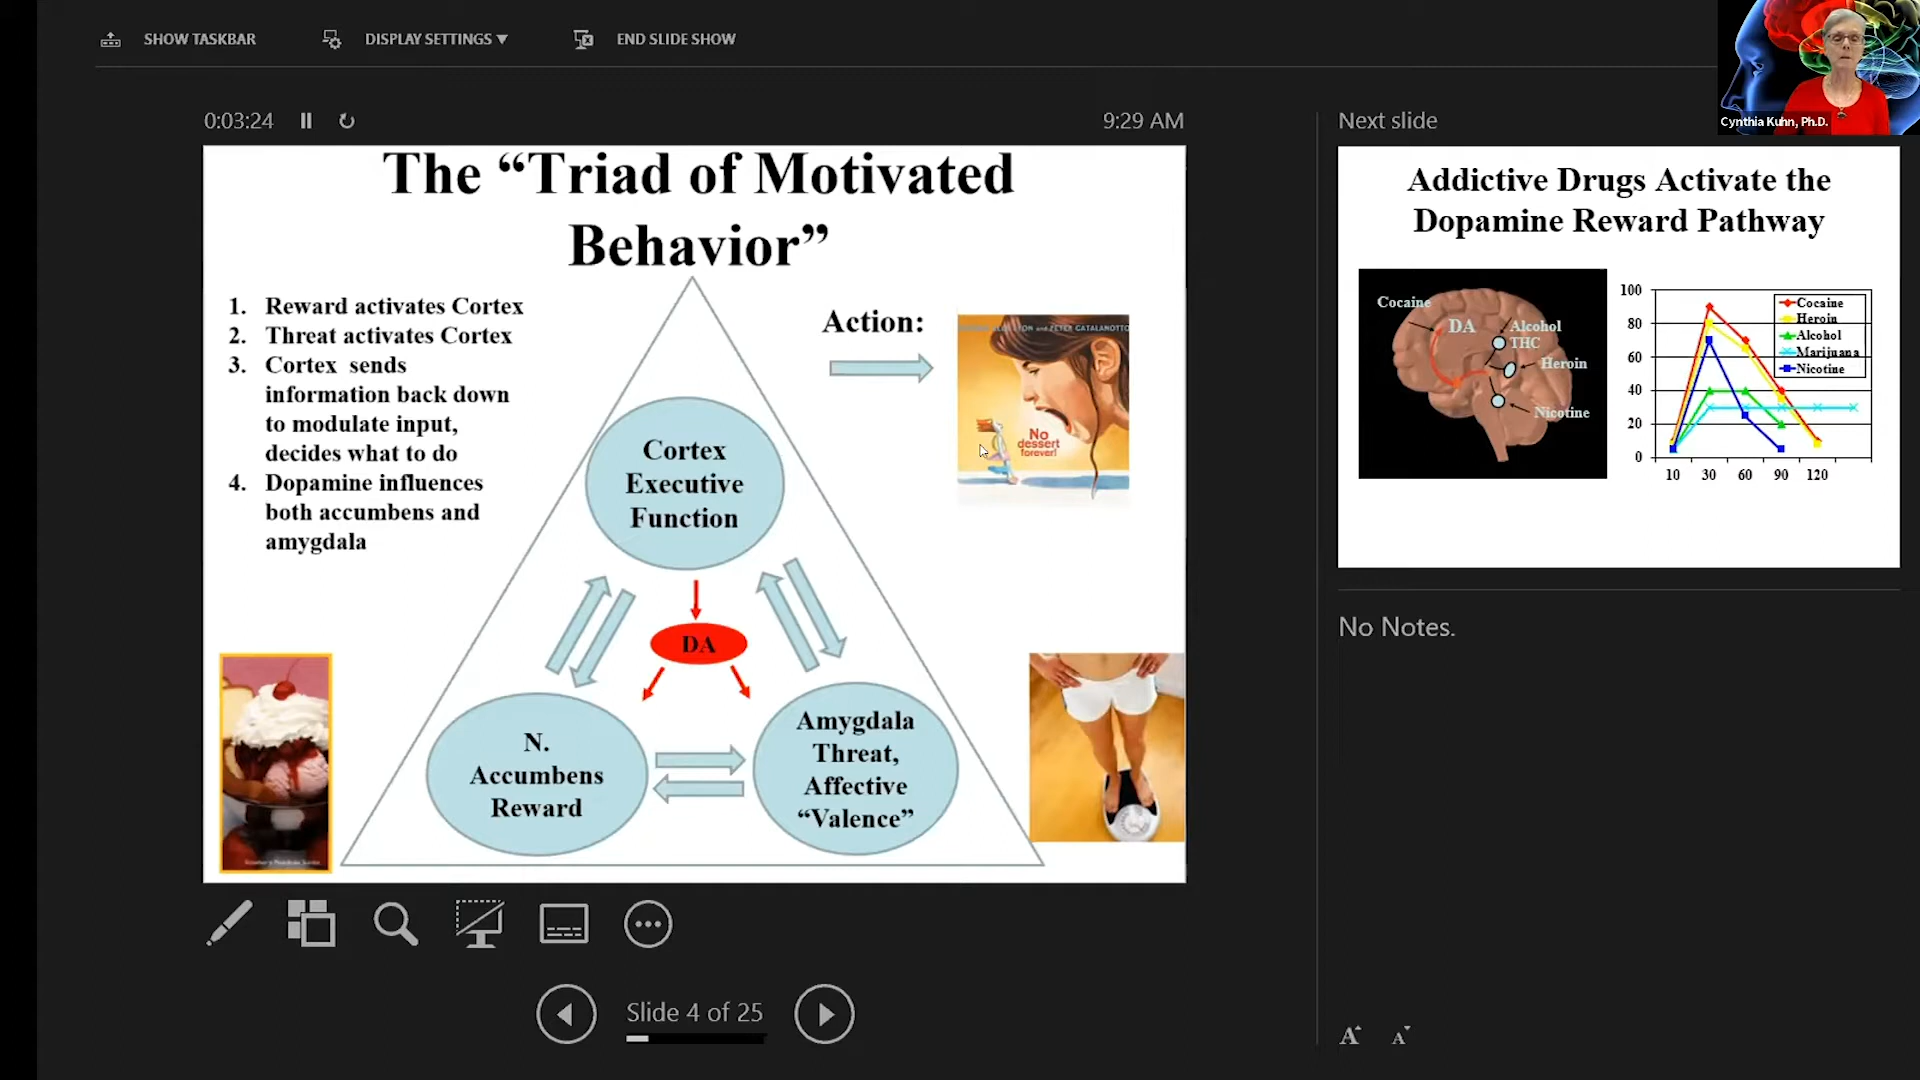 SHOW TASKBAR
DISPLAY SETTINGS ▼
END SLIDE SHOW
Cynthia Kuhn, Ph.D.
0:03:24
9:29 AM
The “Triad of Motivated
Behavior”
1. Reward activates Cortex
2. Threat activates Cortex
3. Cortex sends
information back down
to modulate input,
decides what to do
4. Dopamine influences
both accumbens and
amygdala
Action:
and PETER CATALANOTTO
No
dessert
forever!
Cortex
Executive
Function
DA
N.
Accumbens
Reward
Amygdala
Threat,
Affective
“Valence”
Slide 4 of 25
Next slide
Addictive Drugs Activate the
Dopamine Reward Pathway
Cocaine
DA
Alcohol
THC
Heroin
Nicotine
100
80
60
40
20
0
10 30 60 90 120
Cocaine
Heroin
Alcohol
Marijuana
Nicotine
No Notes.
A A